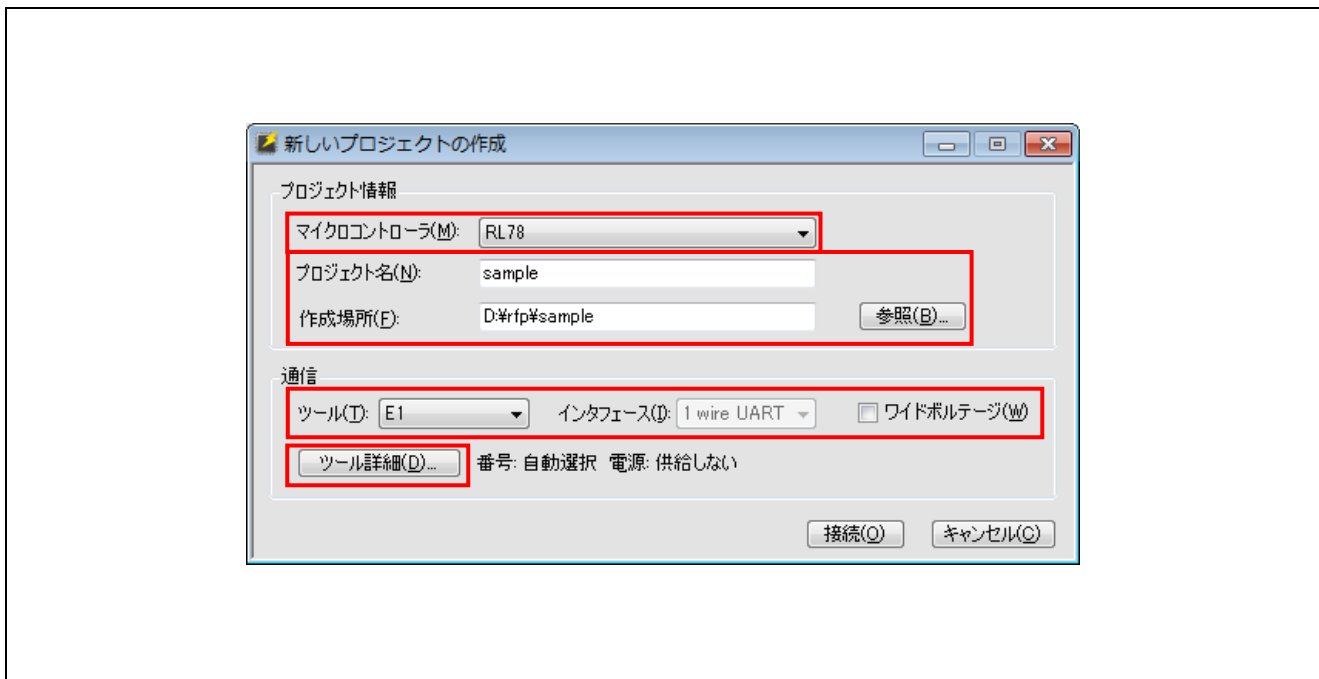 新しいプロジェクトの作成
プロジェクト情報
マイクロコントローラ(M): RL78
プロジェクト名(N): sample
作成場所(F): D:¥rfp¥sample 参照(B)...
通信
ツール(T): E1 インタフェース(I): 1 wire UART ワイドボルテージ(W)
ツール詳細(D)... 番号: 自動選択 電源: 供給しない
接続(O) キャンセル(C)